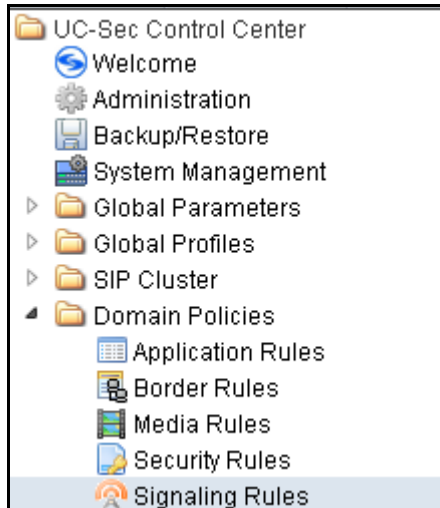 UC-Sec Control Center
Welcome
Administration
Backup/Restore
System Management
Global Parameters
Global Profiles
SIP Cluster
Domain Policies
Application Rules
Border Rules
Media Rules
Security Rules
Signaling Rules